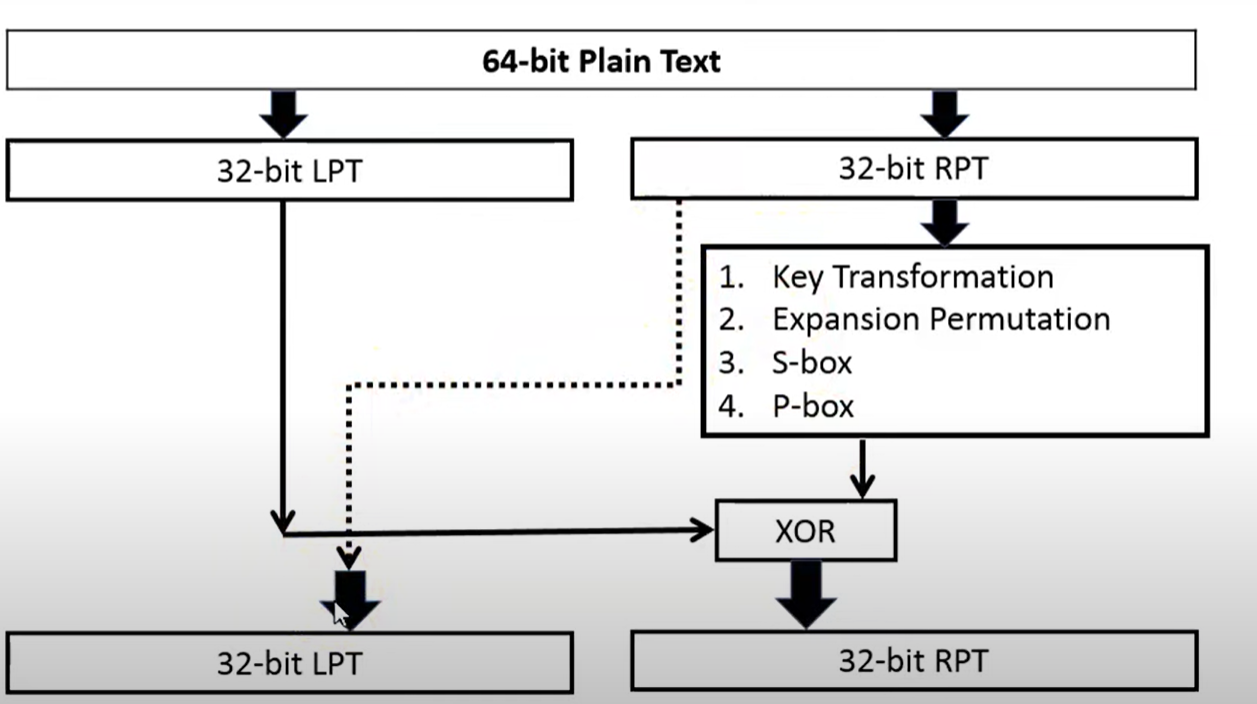 64-bit Plain Text
32-bit LPT
32-bit RPT
1. Key Transformation
2. Expansion Permutation
3. S-box
4. P-box
XOR
32-bit LPT
32-bit RPT